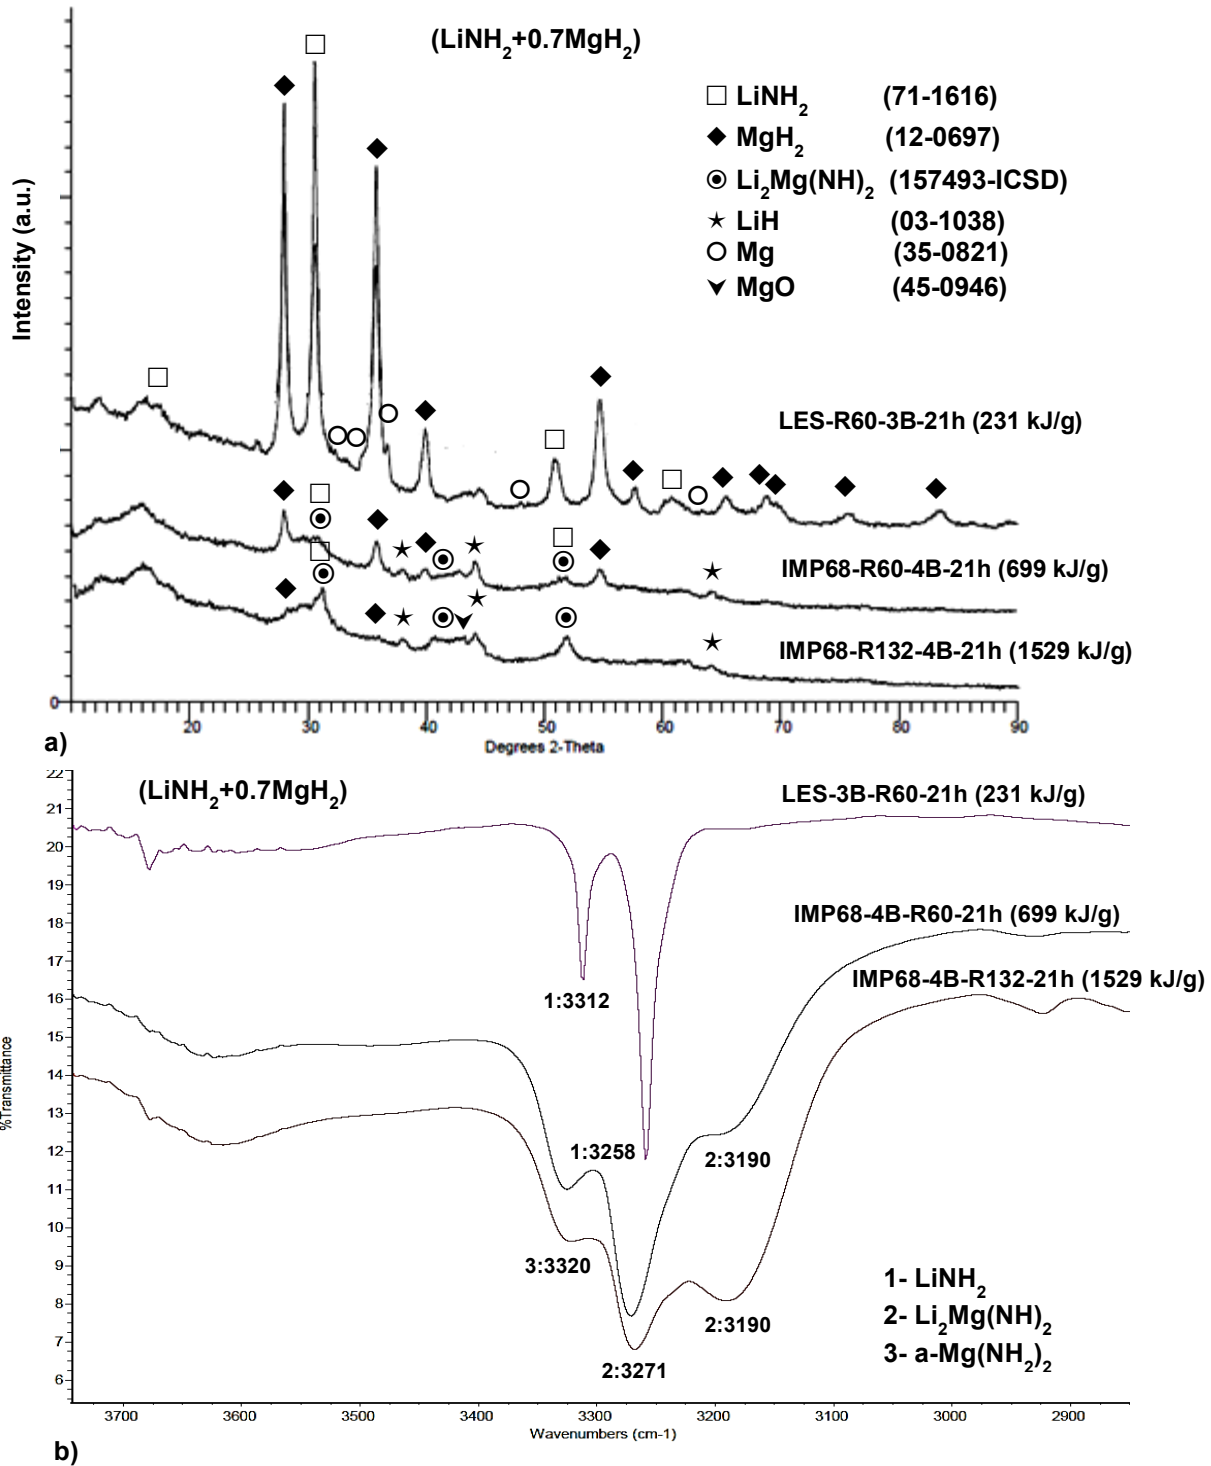 (LiNH2+0.7MgH2)
LiNH2 (71-1616)
MgH2 (12-0697)
Li2Mg(NH)2 (157493-ICSD)
LiH (03-1038)
Mg (35-0821)
MgO (45-0946)
Intensity (a.u.)
LES-R60-3B-21h (231 kJ/g)
IMP68-R60-4B-21h (699 kJ/g)
IMP68-R132-4B-21h (1529 kJ/g)
0
20 30 40 50 60 70 80 90
Degrees 2-Theta
a)
(LiNH2+0.7MgH2)
LES-3B-R60-21h (231 kJ/g)
IMP68-4B-R60-21h (699 kJ/g)
IMP68-4B-R132-21h (1529 kJ/g)
22
21
20
19
18
17
16
15
14
13
12
11
10
9
8
7
6
%Transmittance
1:3312
1:3258
2:3190
3:3320
2:3190
2:3271
1- LiNH2
2- Li2Mg(NH)2
3- a-Mg(NH2)2
3700 3600 3500 3400 3300 3200 3100 3000 2900
Wavenumbers (cm-1)
b)